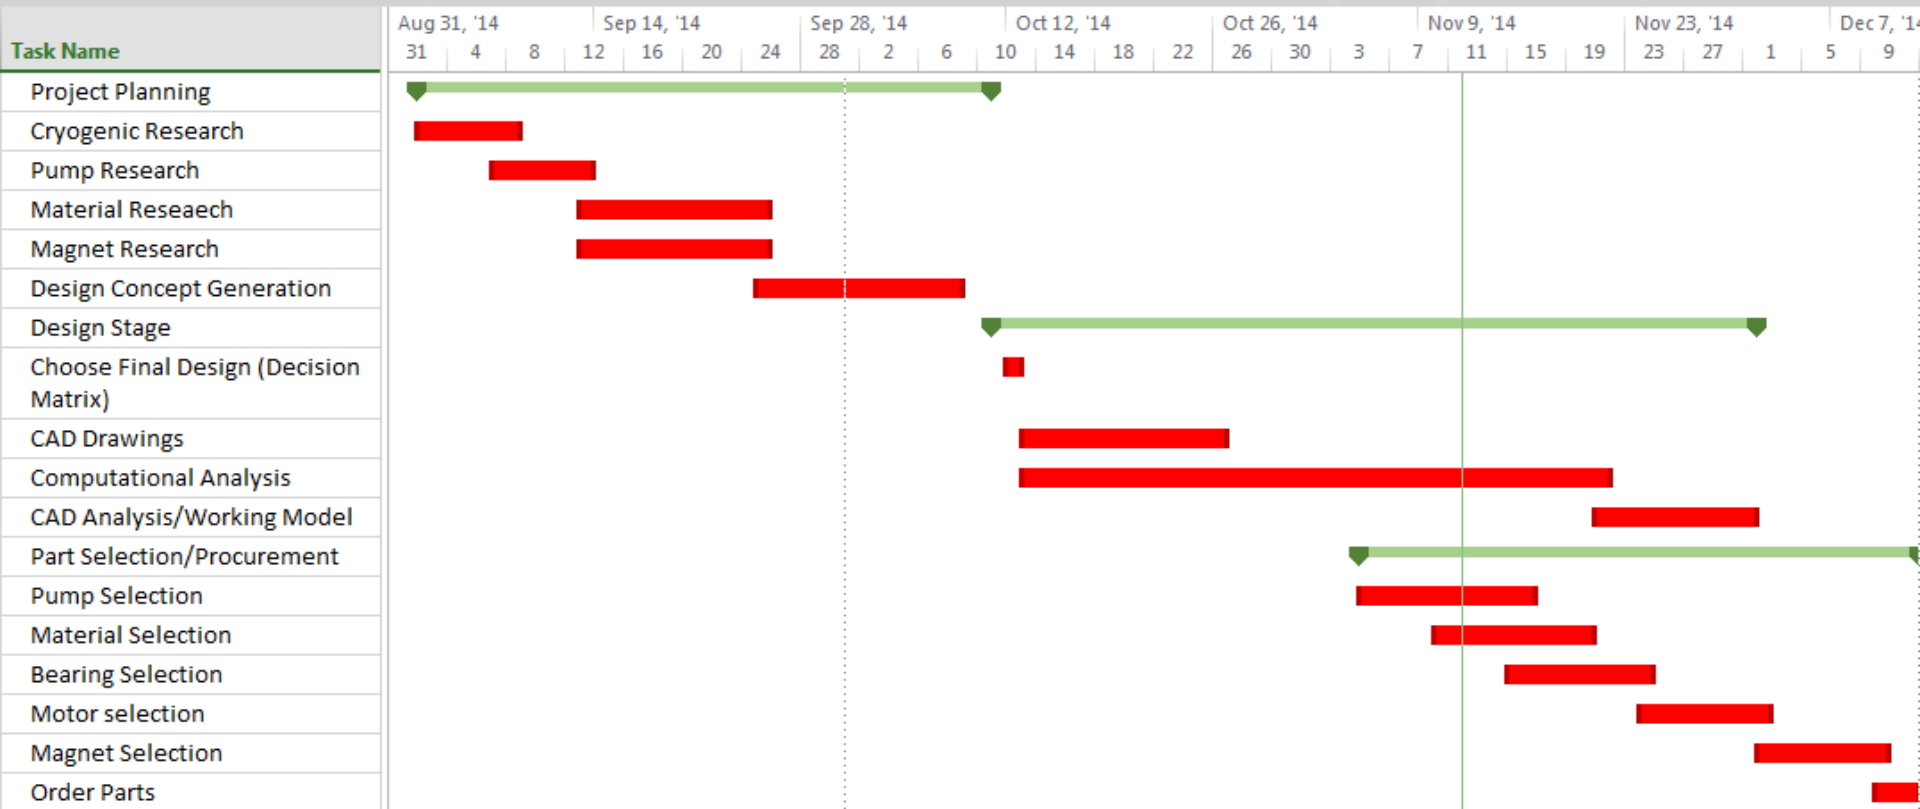 Aug 31, '14 Sep 14, '14 Sep 28, '14 Oct 12, '14 Oct 26, '14 Nov 9, '14 Nov 23, '14 Dec 7, '14
Task Name 31 4 8 12 16 20 24 28 2 6 10 14 18 22 26 30 3 7 11 15 19 23 27 1 5 9
Project Planning
Cryogenic Research
Pump Research
Material Reseaech
Magnet Research
Design Concept Generation
Design Stage
Choose Final Design (Decision
Matrix)
CAD Drawings
Computational Analysis
CAD Analysis/Working Model
Part Selection/Procurement
Pump Selection
Material Selection
Bearing Selection
Motor selection
Magnet Selection
Order Parts